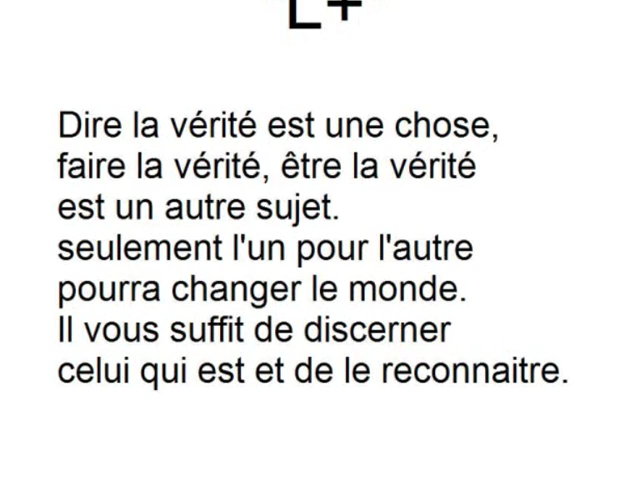 L+
Dire la vérité est une chose,
faire la vérité, être la vérité
est un autre sujet.
seulement l'un pour l'autre
pourra changer le monde.
Il vous suffit de discerner
celui qui est et de le reconnaitre.